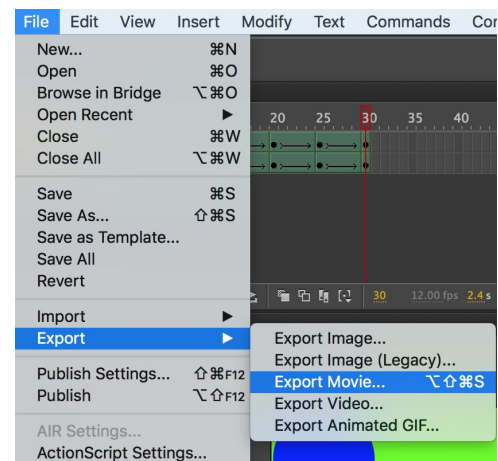 File Edit View Insert Modify Text Commands Cor
New... ⌘N
Open ⌘O
Browse in Bridge ⌥⌘O
Open Recent ▶
Close ⌘W
Close All ⌥⌘W
Save ⌘S
Save As... ⇧⌘S
Save as Template...
Save All
Revert
Import ▶
Export ▶
Publish Settings... ⇧⌘F12
Publish ⌥⇧F12
AIR Settings...
ActionScript Settings...
20 25 30 35 40
30 12.00 fps 2.4 s
Export Image...
Export Image (Legacy)...
Export Movie... ⌥⇧⌘S
Export Video...
Export Animated GIF...